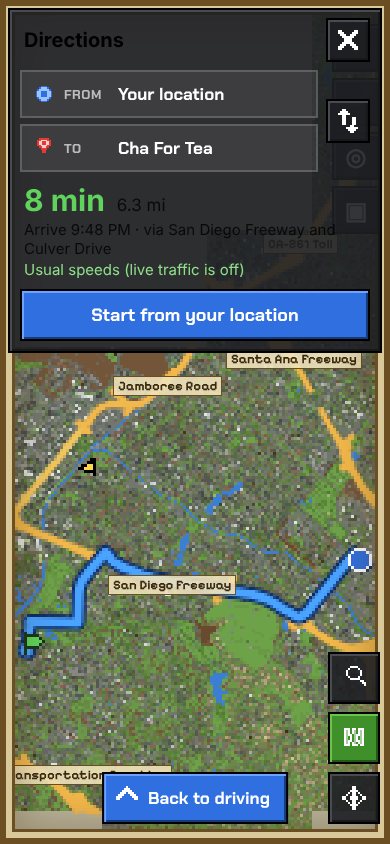 Directions
FROM Your location
TO Cha For Tea
8 min 6.3 mi
Arrive 9:48 PM · via San Diego Freeway and
Culver Drive
OA-261 Toll
Usual speeds (live traffic is off)
Start from your location
Santa Ana Freeway
Jamboree Road
San Diego Freeway
Back to driving